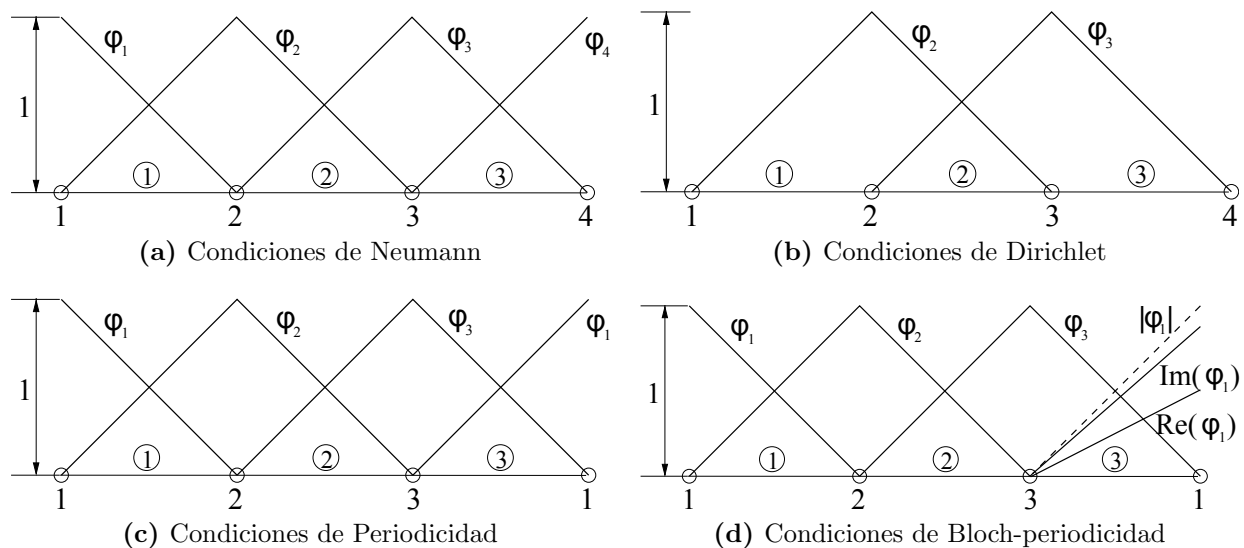 φ₁ φ₂ φ₃ φ₄
1
① ② ③
1 2 3 4
(a) Condiciones de Neumann
φ₂ φ₃
1
① ② ③
1 2 3 4
(b) Condiciones de Dirichlet
φ₁ φ₂ φ₃ φ₁
1
① ② ③
1 2 3 1
(c) Condiciones de Periodicidad
φ₁ φ₂ φ₃ |φ₁|
1
Im(φ₁)
Re(φ₁)
① ② ③
1 2 3 1
(d) Condiciones de Bloch-periodicidad